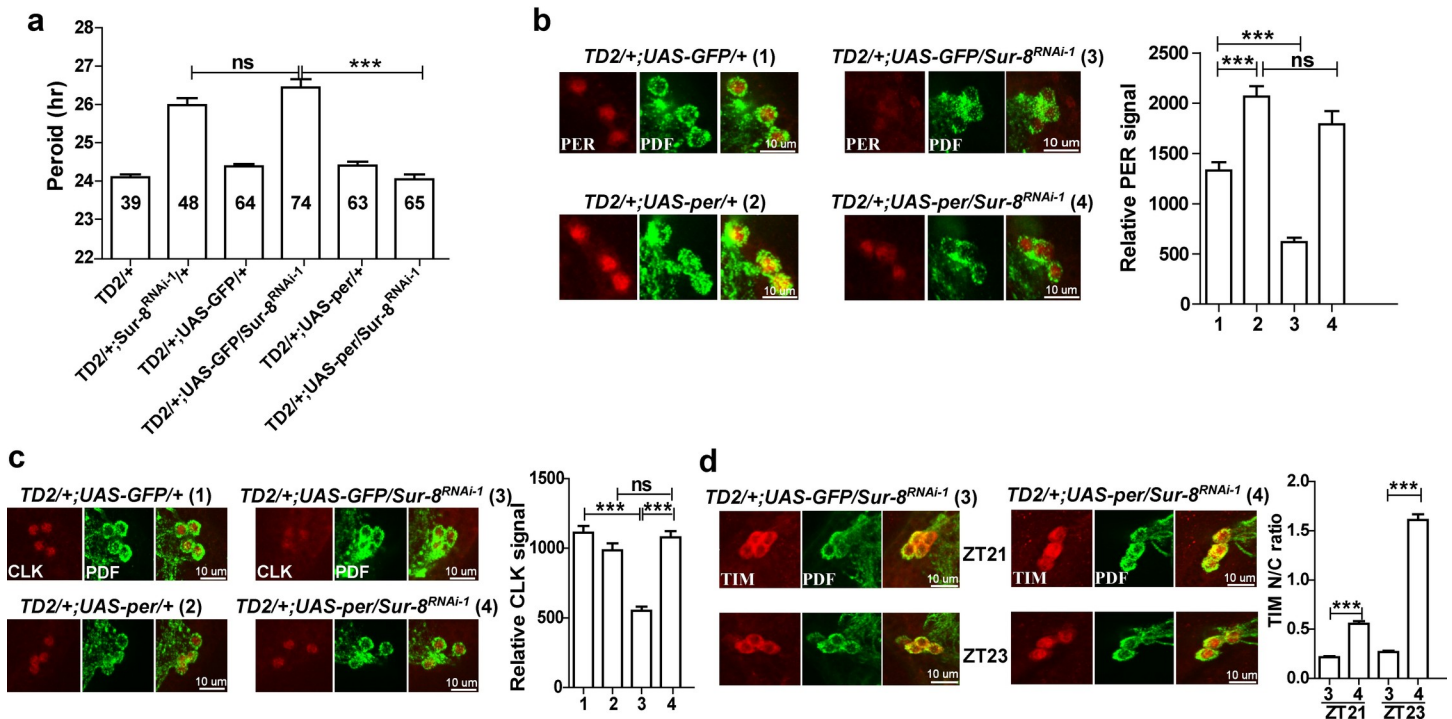 a
Peroid (hr)
28
27
26
25
24
23
22
ns
***
39
48
64
74
63
65
TD2/+
TD2/+;Sur-8RNAi-1/+
TD2/+;UAS-GFP/+
TD2/+;UAS-GFP/Sur-8RNAi-1
TD2/+;UAS-per/+
TD2/+;UAS-per/Sur-8RNAi-1
b
TD2/+;UAS-GFP/+ (1)
PER
PDF
10 um
TD2/+;UAS-GFP/Sur-8RNAi-1 (3)
PER
PDF
10 um
TD2/+;UAS-per/+ (2)
10 um
TD2/+;UAS-per/Sur-8RNAi-1 (4)
10 um
Relative PER signal
2500
2000
1500
1000
500
0
***
***
ns
1 2 3 4
c
TD2/+;UAS-GFP/+ (1)
CLK
PDF
10 um
TD2/+;UAS-GFP/Sur-8RNAi-1 (3)
CLK
PDF
10 um
TD2/+;UAS-per/+ (2)
10 um
TD2/+;UAS-per/Sur-8RNAi-1 (4)
10 um
Relative CLK signal
1500
1000
500
0
ns
*** ***
1 2 3 4
d
TD2/+;UAS-GFP/Sur-8RNAi-1 (3)
TIM
PDF
10 um
ZT21
TD2/+;UAS-per/Sur-8RNAi-1 (4)
TIM
PDF
10 um
10 um
ZT23
10 um
TIM N/C ratio
2.0
1.5
1.0
0.5
0.0
***
***
3 4 3 4
ZT21 ZT23